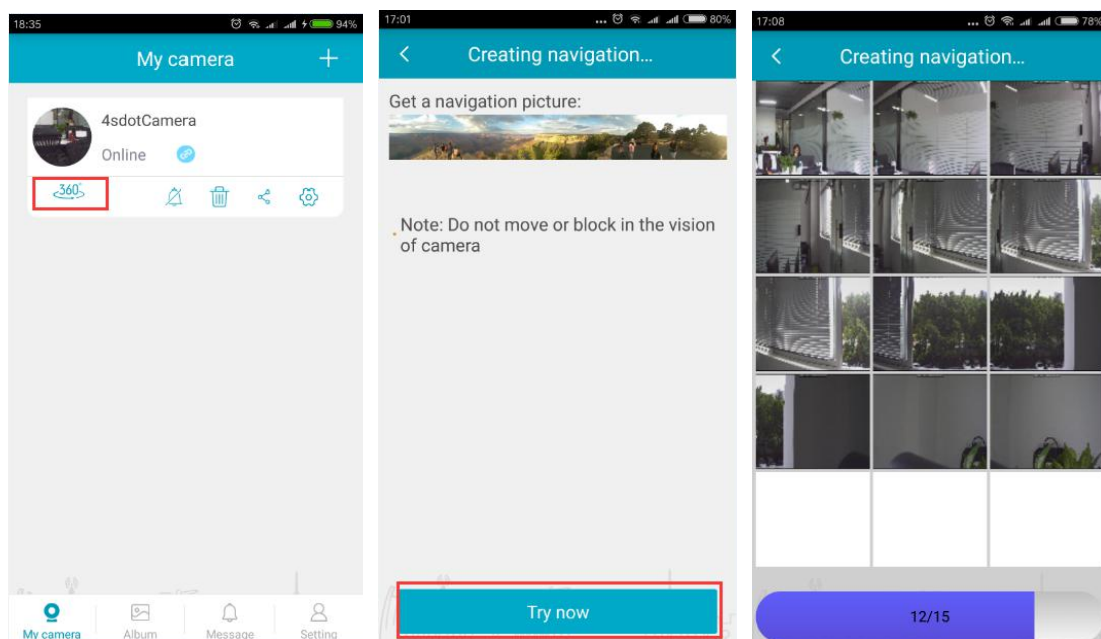 18:35
94%
My camera
4sdotCamera
Online
360°
My camera
Album
Message
Setting
17:01
80%
Creating navigation...
Get a navigation picture:
Note: Do not move or block in the vision
of camera
Try now
17:08
78%
Creating navigation...
12/15